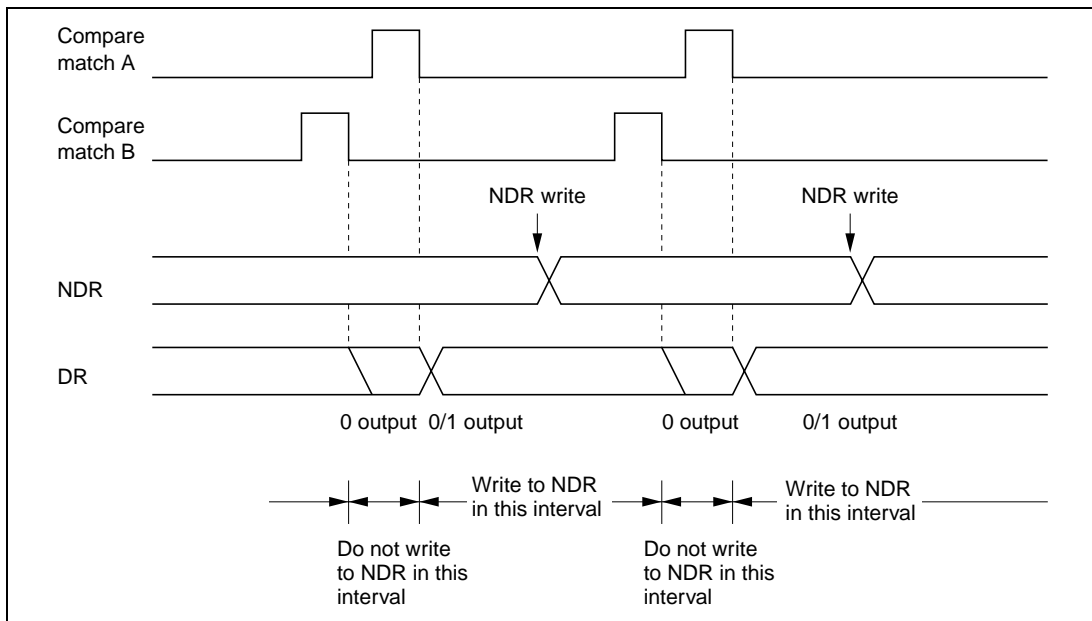 Compare
match A
Compare
match B
NDR write
NDR write
NDR
DR
0 output 0/1 output
0 output
0/1 output
Write to NDR
in this interval
Write to NDR
in this interval
Do not write
to NDR in this
interval
Do not write
to NDR in this
interval